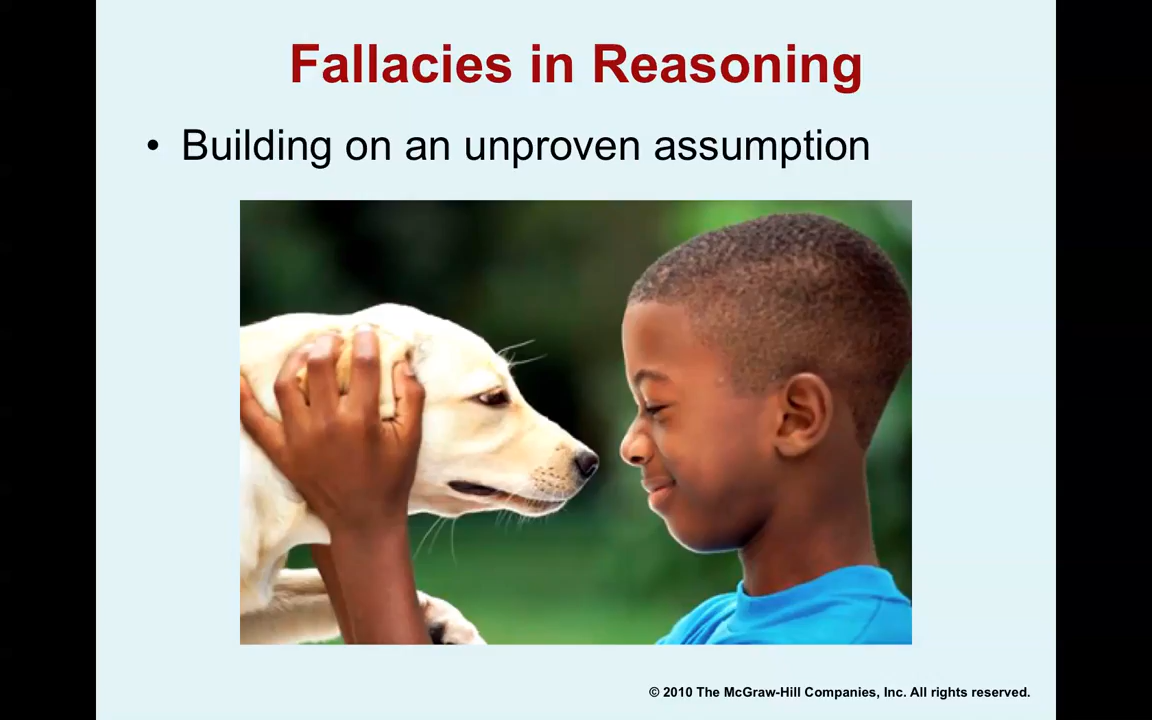 Fallacies in Reasoning
• Building on an unproven assumption
© 2010 The McGraw-Hill Companies, Inc. All rights reserved.